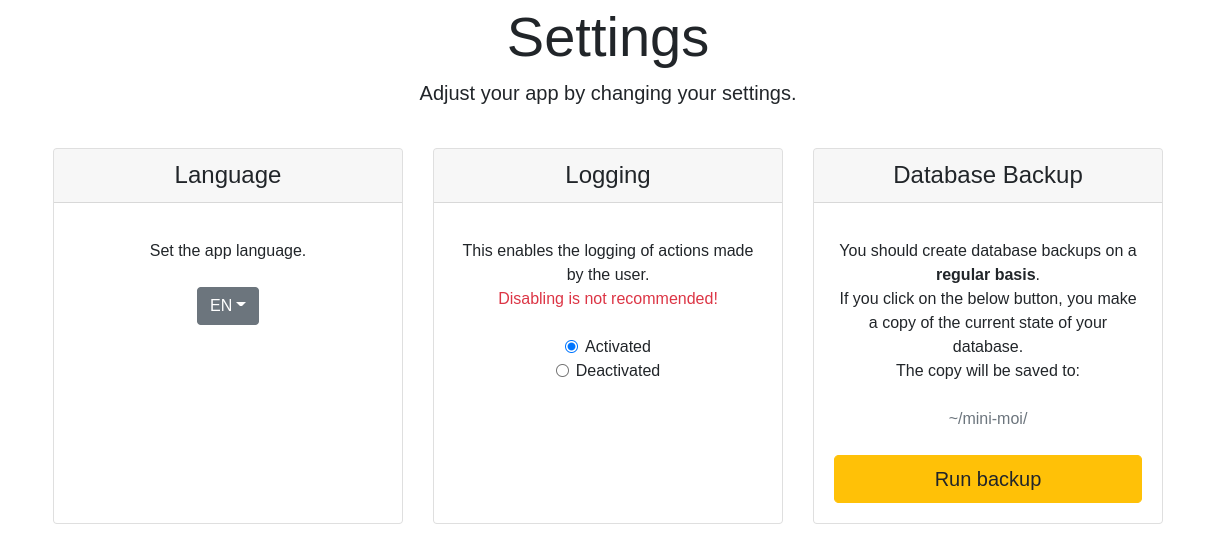 Settings
Adjust your app by changing your settings.
Language
Set the app language.
EN
Logging
This enables the logging of actions made
by the user.
Disabling is not recommended!
Activated
Deactivated
Database Backup
You should create database backups on a
regular basis.
If you click on the below button, you make
a copy of the current state of your
database.
The copy will be saved to:
~/mini-moi/
Run backup